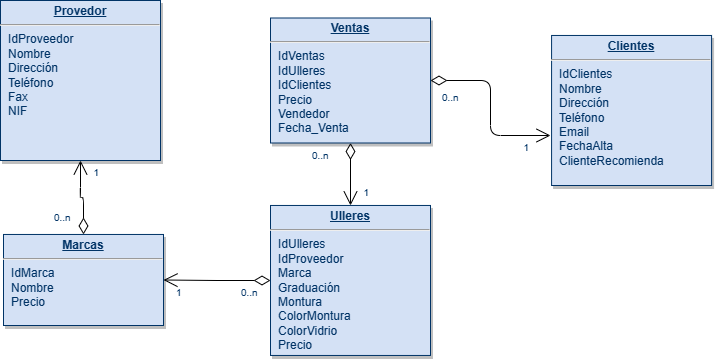 Provedor
IdProveedor
Nombre
Dirección
Teléfono
Fax
NIF
1
0..n
Marcas
IdMarca
Nombre
Precio
Ventas
IdVentas
IdUlleres
IdClientes
Precio
Vendedor
Fecha_Venta
0..n
1
0..n
1
Clientes
IdClientes
Nombre
Dirección
Teléfono
Email
FechaAlta
ClienteRecomienda
Ulleres
IdUlleres
IdProveedor
Marca
Graduación
Montura
ColorMontura
ColorVidrio
Precio
1
0..n